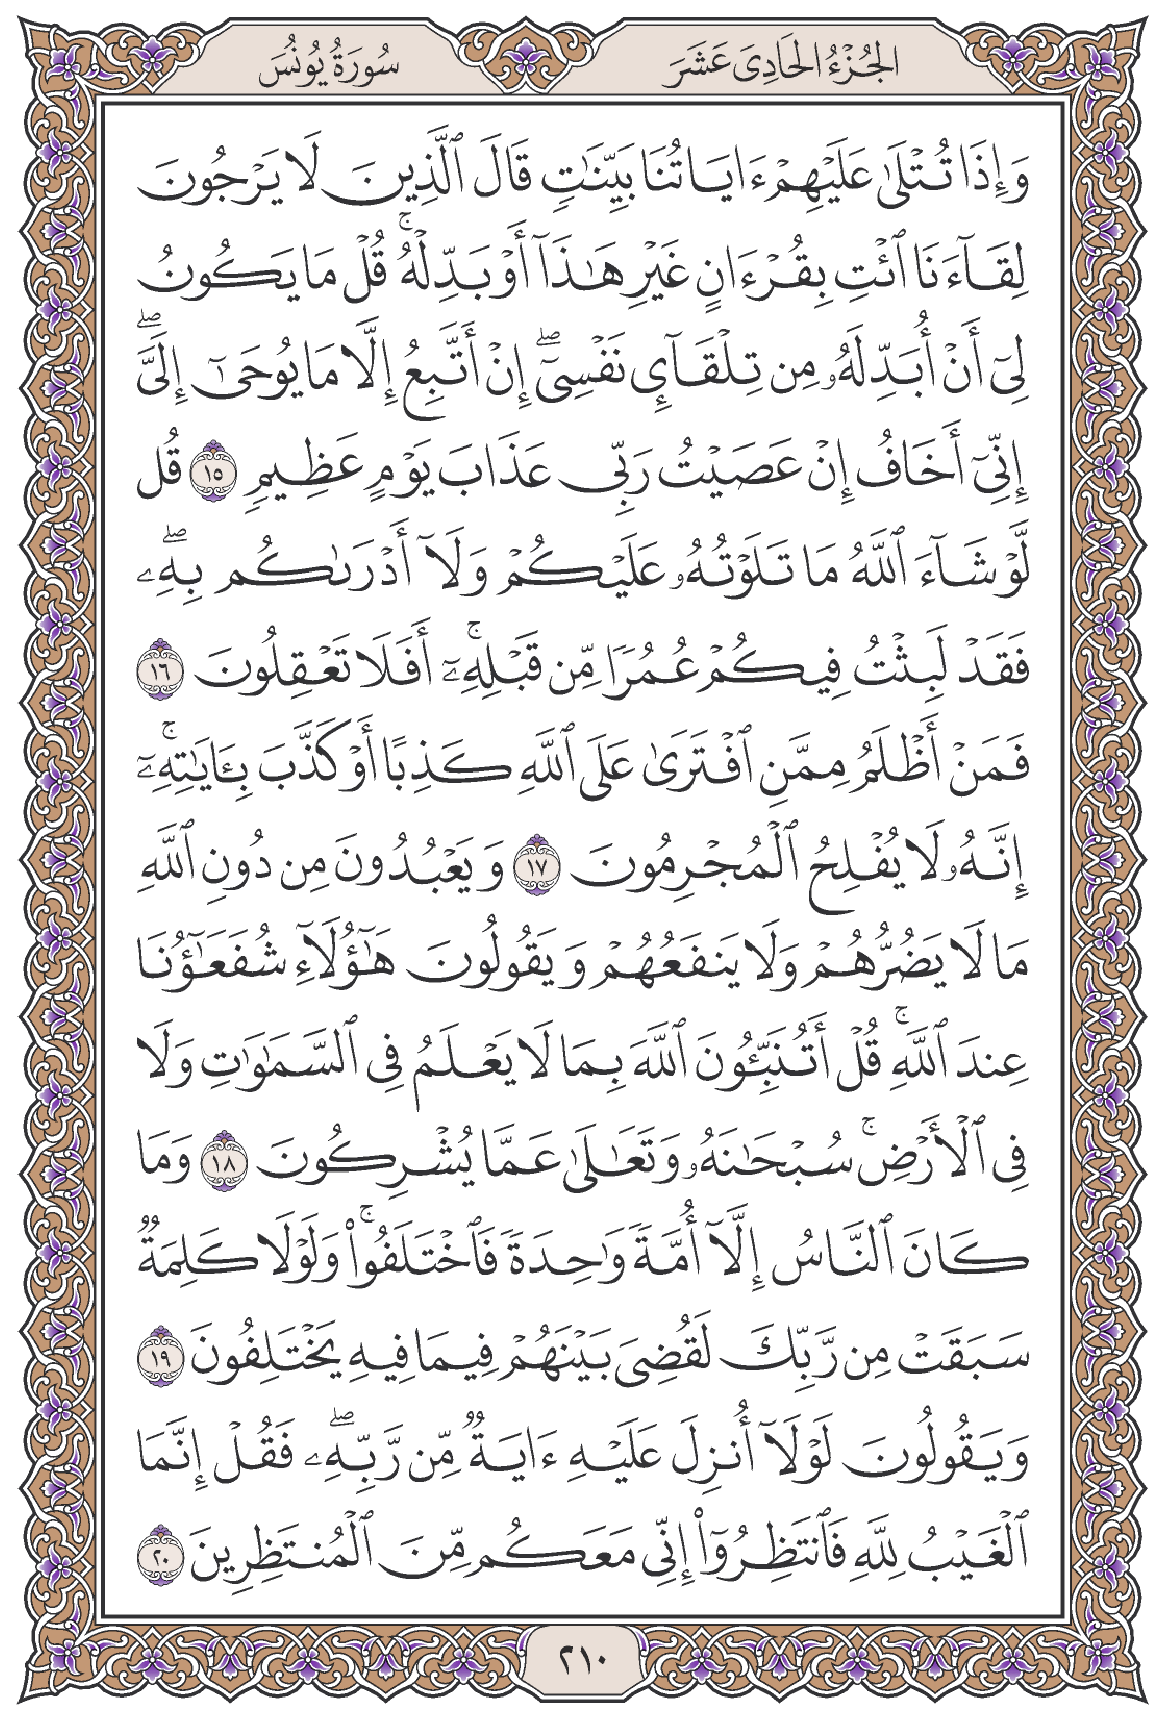 الجُزْءُ الحَادِي عَشَرَ
سُورَةُ يُونُسَ
وَإِذَا تُتْلَىٰ عَلَيْهِمْ ءَايَاتُنَا بَيِّنَٰتٍ قَالَ ٱلَّذِينَ لَا يَرْجُونَ
لِقَآءَنَا ٱئْتِ بِقُرْءَانٍ غَيْرِ هَٰذَآ أَوْ بَدِّلْهُ ۚ قُلْ مَا يَكُونُ
لِىٓ أَنْ أُبَدِّلَهُۥ مِن تِلْقَآئِ نَفْسِىٓ ۖ إِنْ أَتَّبِعُ إِلَّا مَا يُوحَىٰٓ إِلَىَّ ۖ
إِنِّىٓ أَخَافُ إِنْ عَصَيْتُ رَبِّى عَذَابَ يَوْمٍ عَظِيمٍ ١٥ قُل
لَّوْ شَآءَ ٱللَّهُ مَا تَلَوْتُهُۥ عَلَيْكُمْ وَلَآ أَدْرَىٰكُم بِهِۦ ۖ
فَقَدْ لَبِثْتُ فِيكُمْ عُمُرًا مِّن قَبْلِهِۦٓ ۚ أَفَلَا تَعْقِلُونَ ١٦
فَمَنْ أَظْلَمُ مِمَّنِ ٱفْتَرَىٰ عَلَى ٱللَّهِ كَذِبًا أَوْ كَذَّبَ بِـَٔايَٰتِهِۦٓ ۚ
إِنَّهُۥ لَا يُفْلِحُ ٱلْمُجْرِمُونَ ١٧ وَيَعْبُدُونَ مِن دُونِ ٱللَّهِ
مَا لَا يَضُرُّهُمْ وَلَا يَنفَعُهُمْ وَيَقُولُونَ هَٰٓؤُلَآءِ شُفَعَٰٓؤُنَا
عِندَ ٱللَّهِ ۚ قُلْ أَتُنَبِّـُٔونَ ٱللَّهَ بِمَا لَا يَعْلَمُ فِى ٱلسَّمَٰوَٰتِ وَلَا
فِى ٱلْأَرْضِ ۚ سُبْحَٰنَهُۥ وَتَعَٰلَىٰ عَمَّا يُشْرِكُونَ ١٨ وَمَا
كَانَ ٱلنَّاسُ إِلَّآ أُمَّةً وَٰحِدَةً فَٱخْتَلَفُوا۟ ۚ وَلَوْلَا كَلِمَةٌ
سَبَقَتْ مِن رَّبِّكَ لَقُضِىَ بَيْنَهُمْ فِيمَا فِيهِ يَخْتَلِفُونَ ١٩
وَيَقُولُونَ لَوْلَآ أُنزِلَ عَلَيْهِ ءَايَةٌ مِّن رَّبِّهِۦ ۖ فَقُلْ إِنَّمَا
ٱلْغَيْبُ لِلَّهِ فَٱنتَظِرُوٓا۟ إِنِّى مَعَكُم مِّنَ ٱلْمُنتَظِرِينَ ٢٠
٢١٠